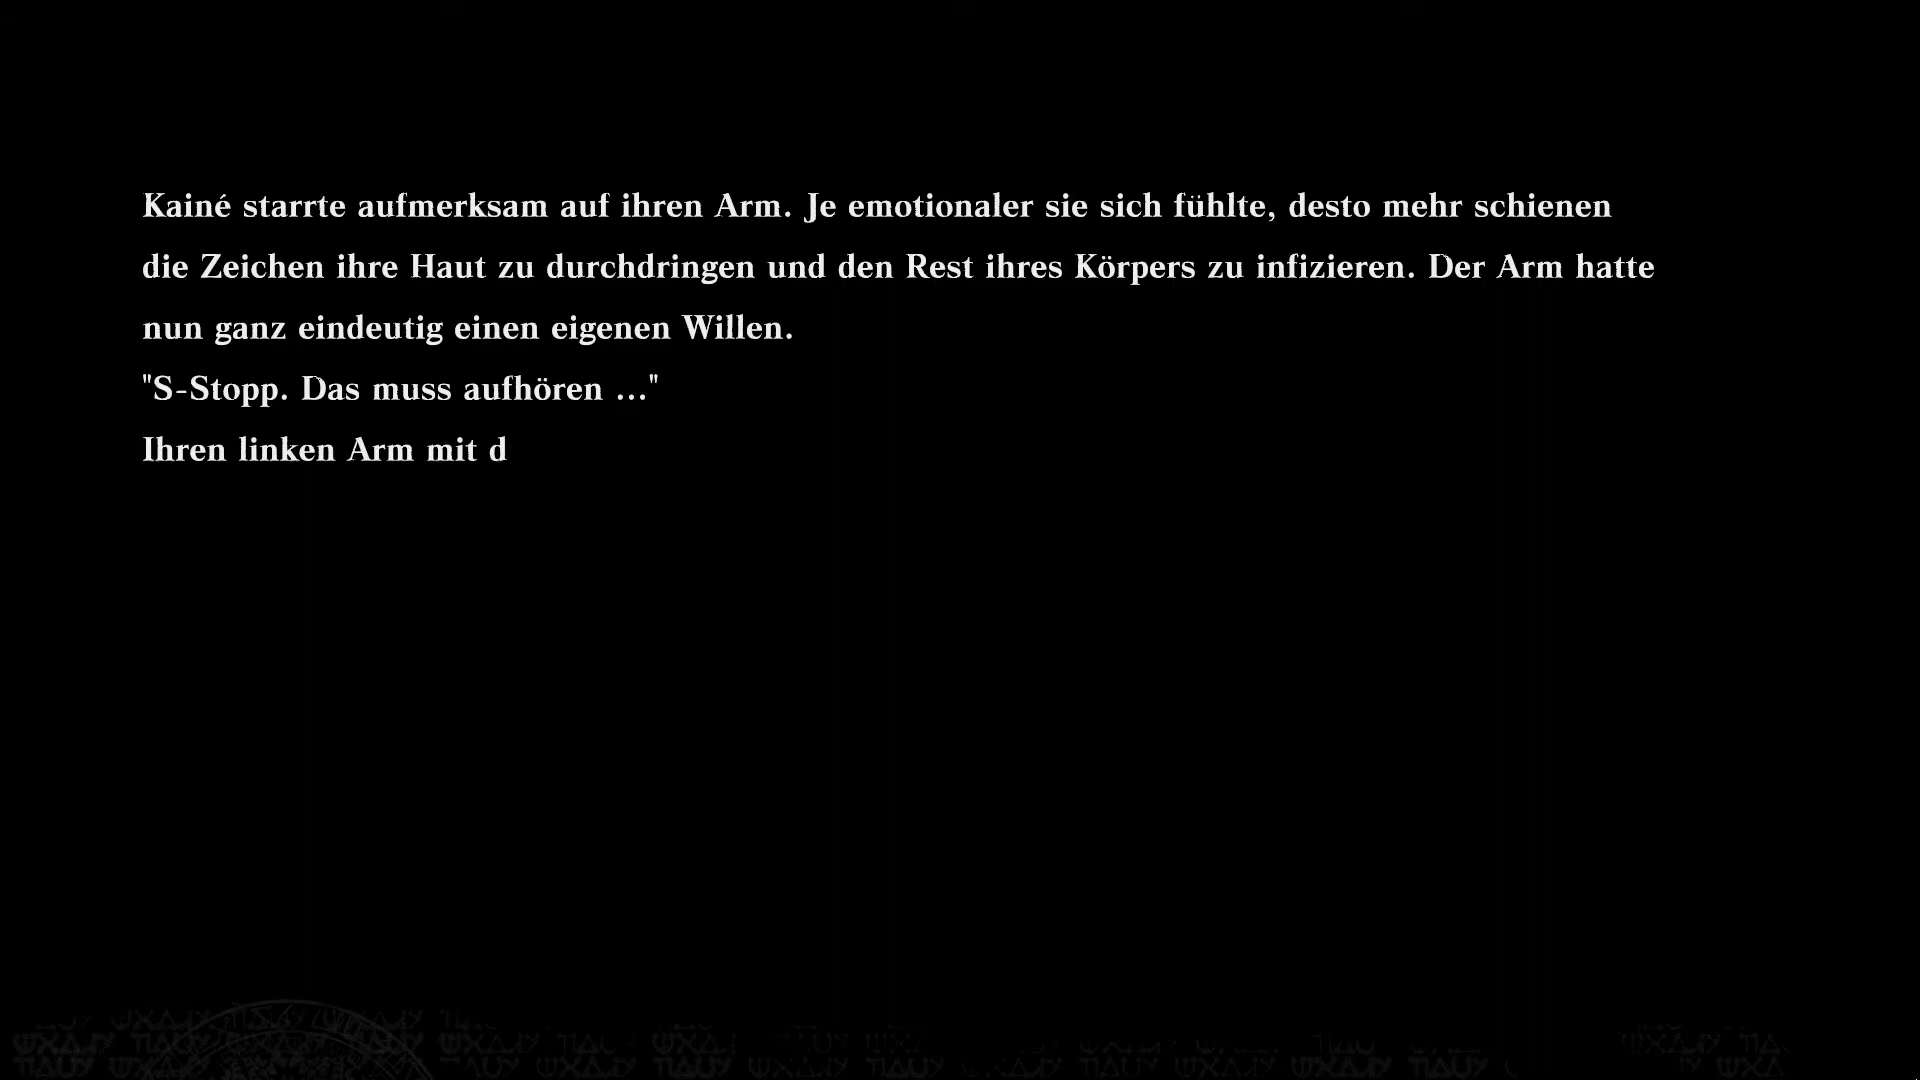 Kainé starrte aufmerksam auf ihren Arm. Je emotionaler sie sich fühlte, desto mehr schienen
die Zeichen ihre Haut zu durchdringen und den Rest ihres Körpers zu infizieren. Der Arm hatte
nun ganz eindeutig einen eigenen Willen.
"S-Stopp. Das muss aufhören ..."
Ihren linken Arm mit d